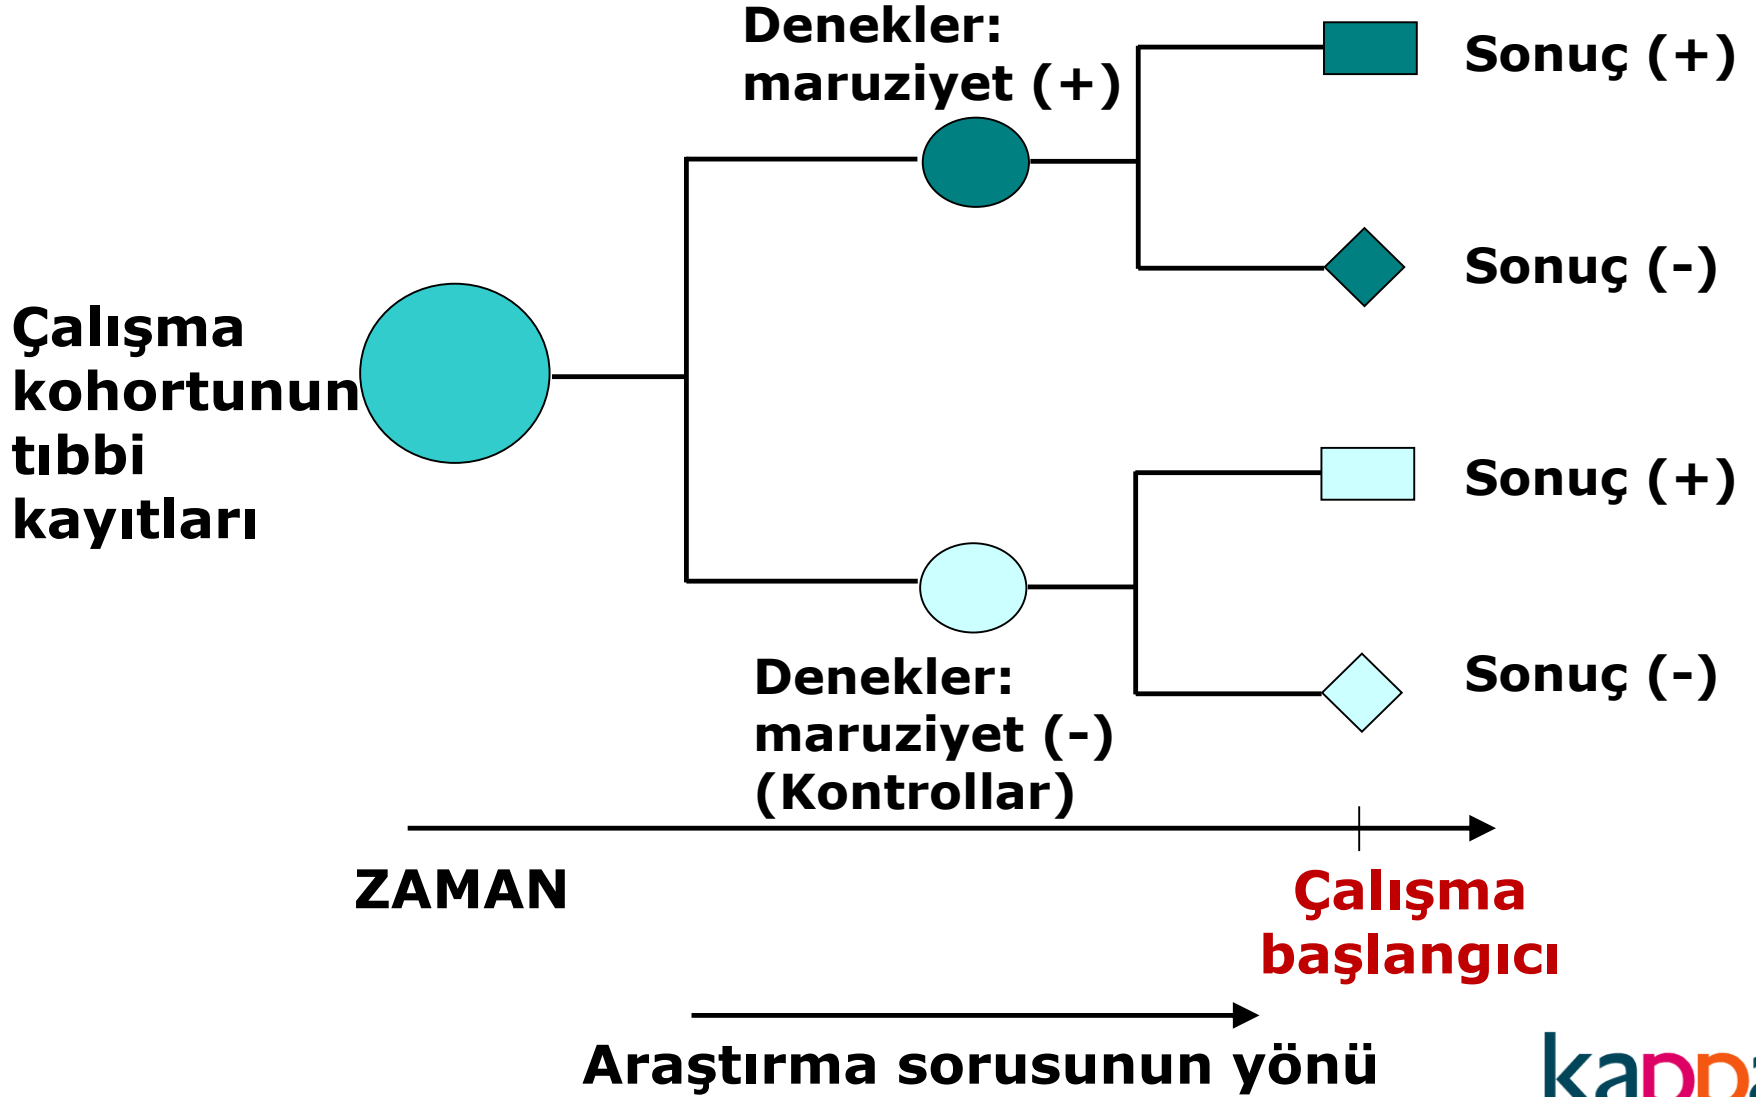 Denekler:
maruziyet (+)
Sonuç (+)
Sonuç (-)
Çalışma
kohortunun
tıbbi
kayıtları
Sonuç (+)
Denekler:
maruziyet (-)
(Kontrollar)
Sonuç (-)
ZAMAN
Çalışma
başlangıcı
Araştırma sorusunun yönü
kappa